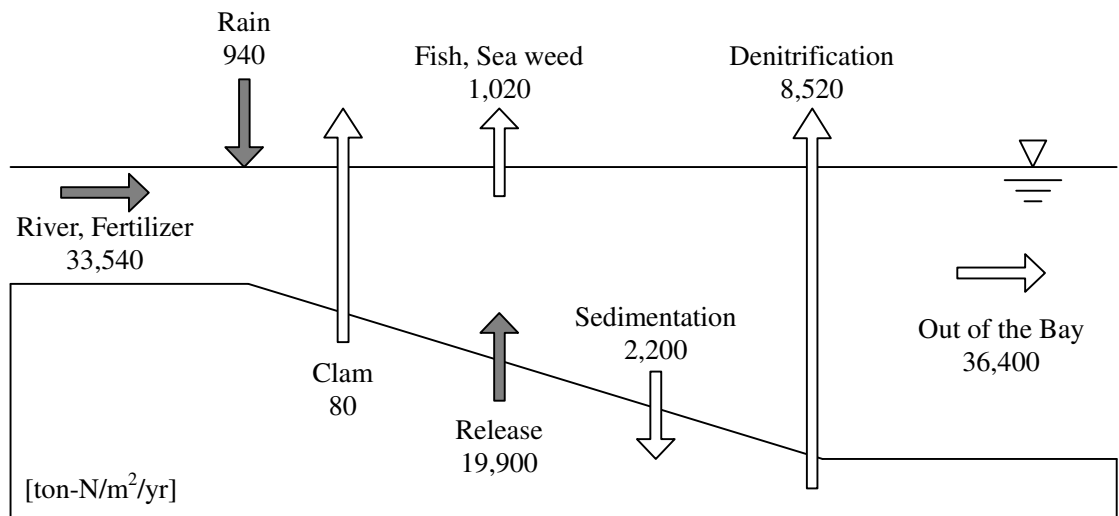 Rain
940
Fish, Sea weed
1,020
Denitrification
8,520
River, Fertilizer
33,540
Clam
80
Release
19,900
Sedimentation
2,200
Out of the Bay
36,400
[ton-N/m²/yr]